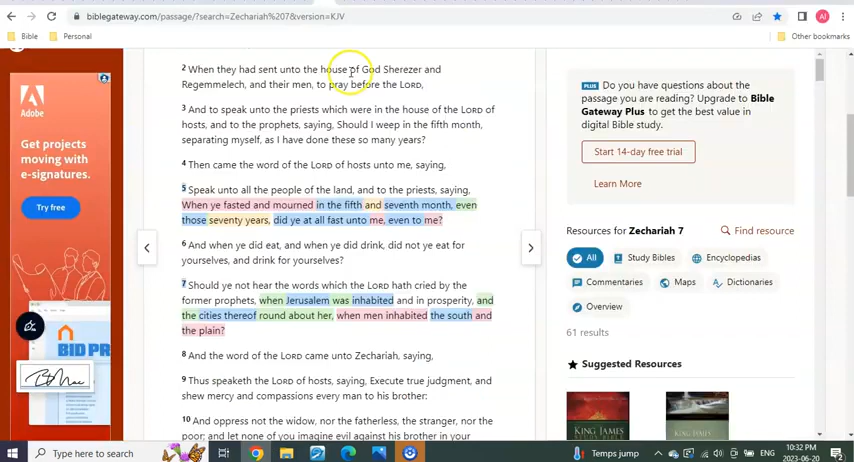 biblegateway.com/passage/?search=Zechariah%207&version=KJV
AI
Bible
Personal
Other bookmarks
2 When they had sent unto the house of God Sherezer and
Regemmelech, and their men, to pray before the LORD,
3 And to speak unto the priests which were in the house of the LORD of
hosts, and to the prophets, saying, Should I weep in the fifth month,
separating myself, as I have done these so many years?
4 Then came the word of the LORD of hosts unto me, saying,
5 Speak unto all the people of the land, and to the priests, saying,
When ye fasted and mourned in the fifth and seventh month, even
those seventy years, did ye at all fast unto me, even to me?
6 And when ye did eat, and when ye did drink, did not ye eat for
yourselves, and drink for yourselves?
7 Should ye not hear the words which the LORD hath cried by the
former prophets, when Jerusalem was inhabited and in prosperity, and
the cities thereof round about her, when men inhabited the south and
the plain?
8 And the word of the LORD came unto Zechariah, saying,
9 Thus speaketh the LORD of hosts, saying, Execute true judgment, and
shew mercy and compassions every man to his brother:
10 And oppress not the widow, nor the fatherless, the stranger, nor the
poor; and let none of you imagine evil against his brother in your
Adobe
Get projects
moving with
e-signatures.
Try free
BID PR
PLUS Do you have questions about the
passage you are reading? Upgrade to Bible
Gateway Plus to get the best value in
digital Bible study.
Start 14-day free trial
Learn More
Resources for Zechariah 7
Find resource
All
Study Bibles
Encyclopedias
Commentaries
Maps
Dictionaries
Overview
61 results
Suggested Resources
KING JAMES
KING JAMES
Type here to search
Temps jump
ENG
10:32 PM
2023-06-20
2